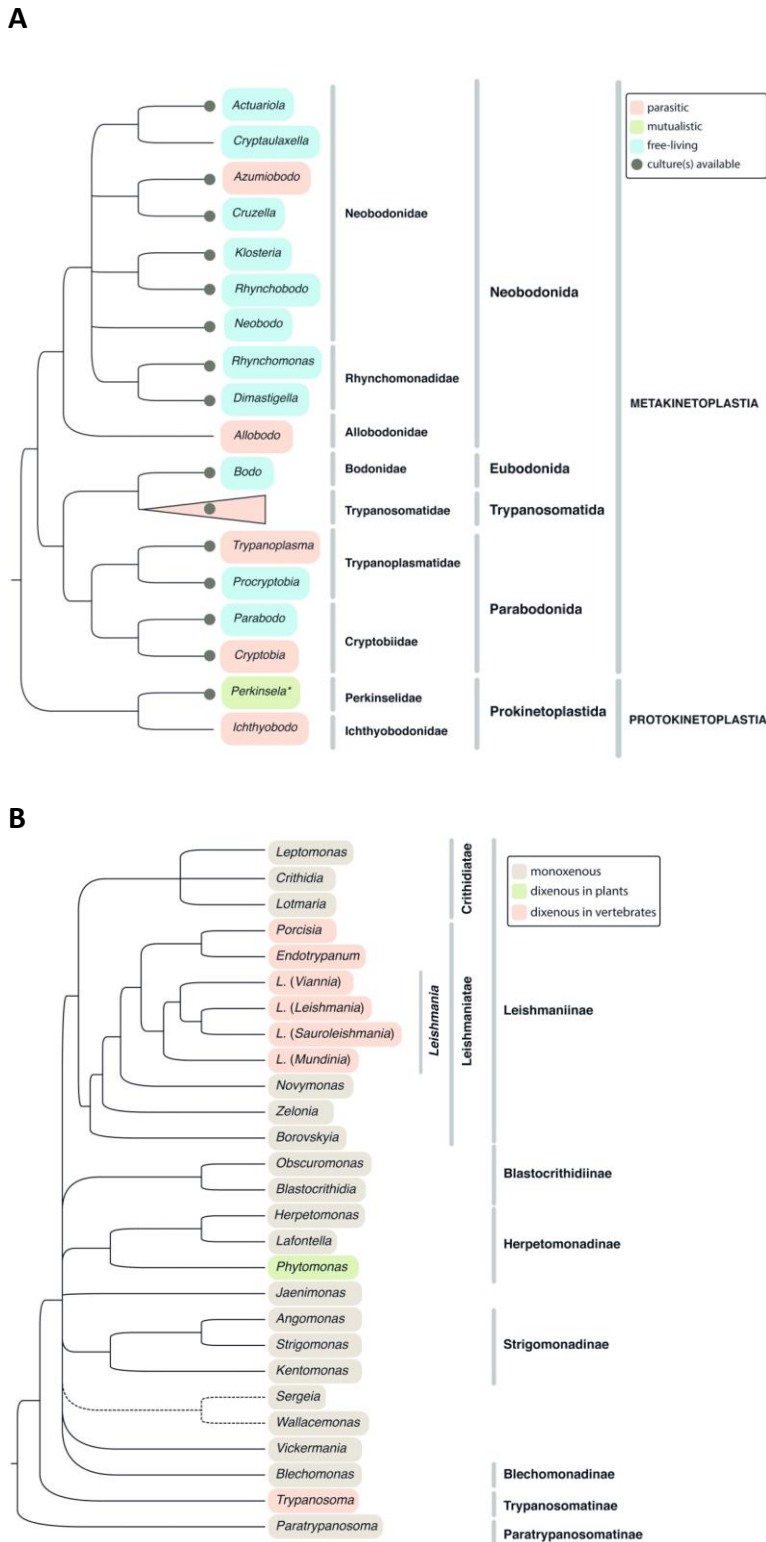 A
Actuariola
Cryptaulaxella
Azumiobodo
Cruzella
Klosteria
Rhynchobodo
Neobodo
Rhynchomonas
Dimastigella
Allobodo
Bodo
Trypanoplasma
Procryptobia
Parabodo
Cryptobia
Perkinsela*
Ichthyobodo
Neobodonidae
Rhynchomonadidae
Allobodonidae
Bodonidae
Trypanosomatidae
Trypanoplasmatidae
Cryptobiidae
Perkinselidae
Ichthyobodonidae
Neobodonida
Eubodonida
Trypanosomatida
Parabodonida
Prokinetoplastida
METAKINETOPLASTIA
PROTOKINETOPLASTIA
parasitic
mutualistic
free-living
culture(s) available
B
Leptomonas
Crithidia
Lotmaria
Porcisia
Endotrypanum
L. (Viannia)
L. (Leishmania)
L. (Sauroleishmania)
L. (Mundinia)
Novymonas
Zelonia
Borovskyia
Obscuromonas
Blastocrithidia
Herpetomonas
Lafontella
Phytomonas
Jaenimonas
Angomonas
Strigomonas
Kentomonas
Sergeia
Wallacemonas
Vickermania
Blechomonas
Trypanosoma
Paratrypanosoma
Leishmania
Crithidiatae
Leishmaniatae
Leishmaniinae
Blastocrithidiinae
Herpetomonadinae
Strigomonadinae
Blechomonadinae
Trypanosomatinae
Paratrypanosomatinae
monoxenous
dixenous in plants
dixenous in vertebrates